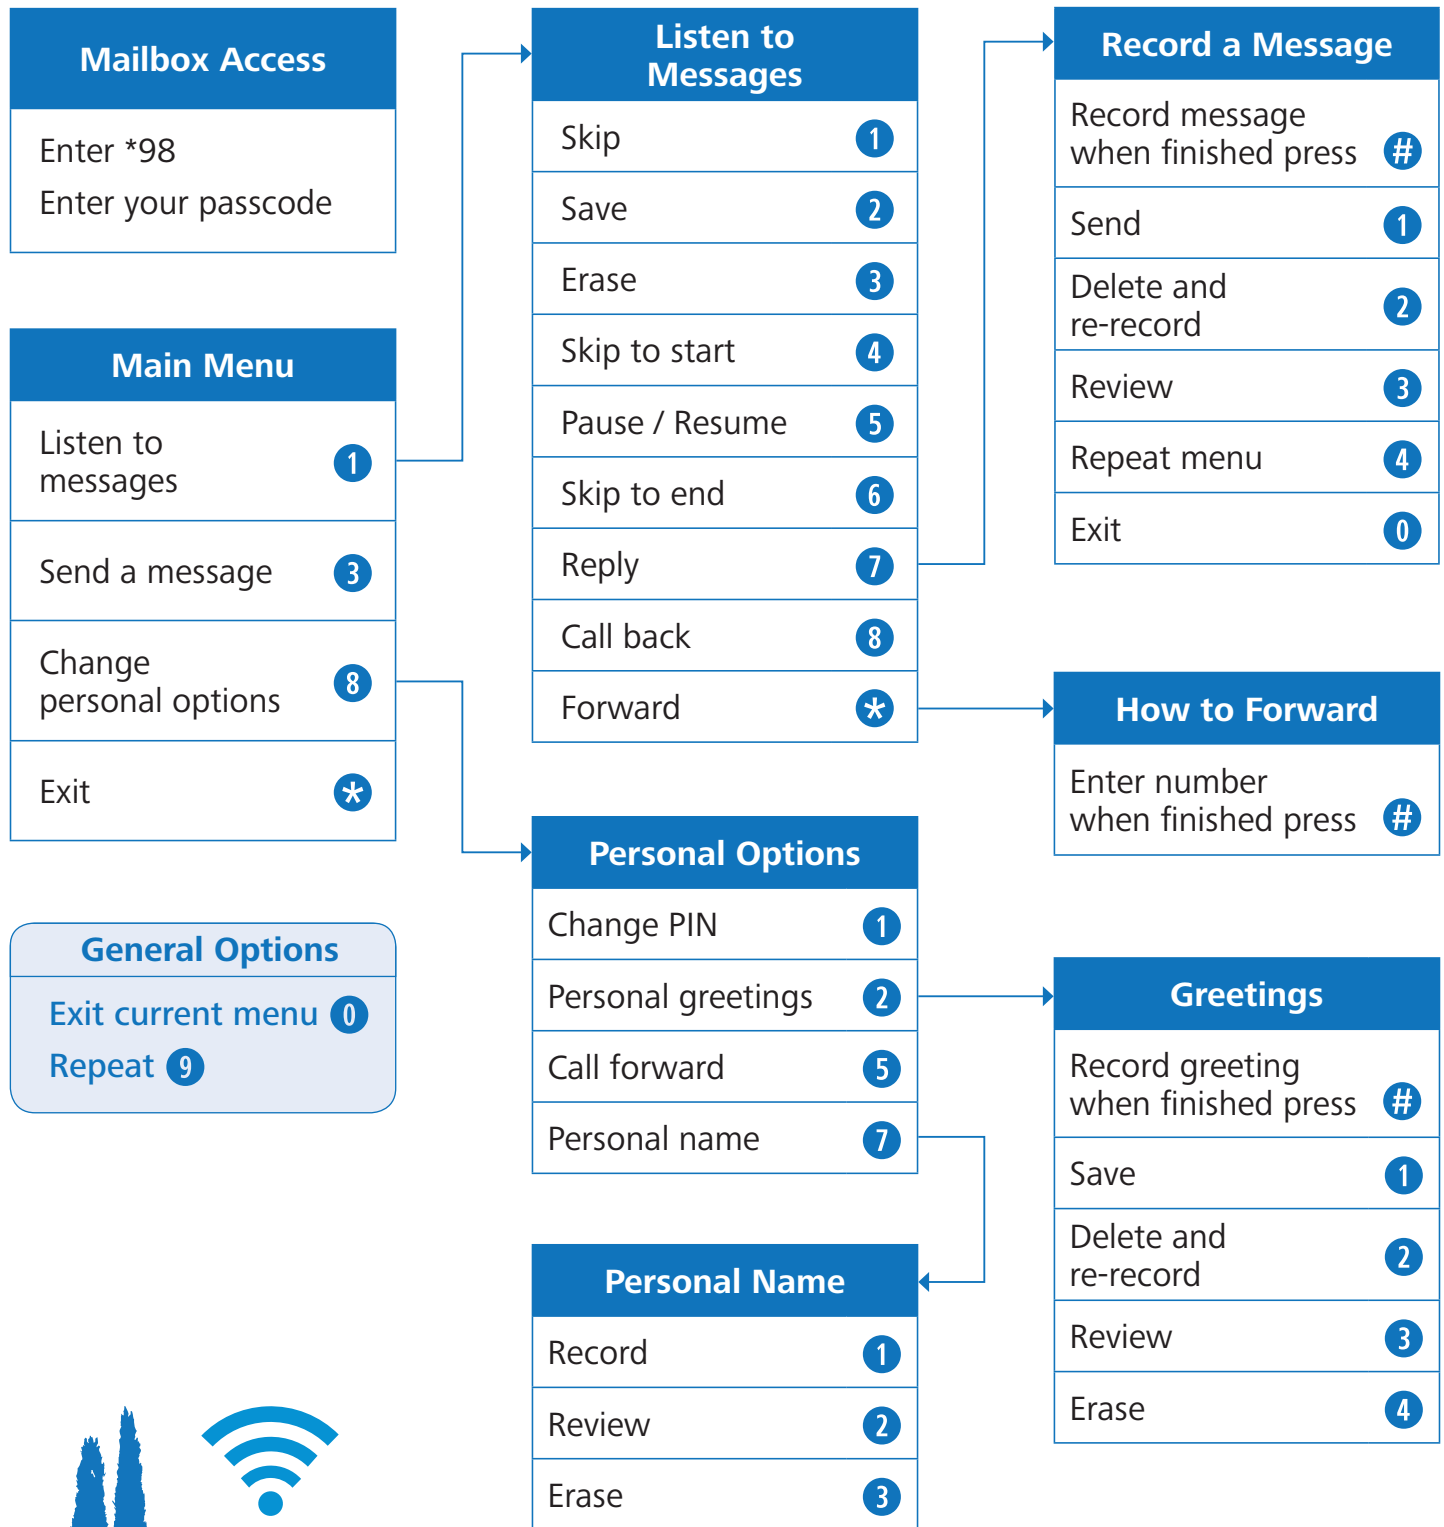 Mailbox Access
Enter *98
Enter your passcode
Main Menu
Listen to
messages 1
Send a message 3
Change
personal options 8
Exit *
General Options
Exit current menu 0
Repeat 9
Listen to
Messages
Skip 1
Save 2
Erase 3
Skip to start 4
Pause / Resume 5
Skip to end 6
Reply 7
Call back 8
Forward *
Personal Options
Change PIN 1
Personal greetings 2
Call forward 5
Personal name 7
Personal Name
Record 1
Review 2
Erase 3
Record a Message
Record message
when finished press #
Send 1
Delete and
re-record 2
Review 3
Repeat menu 4
Exit 0
How to Forward
Enter number
when finished press #
Greetings
Record greeting
when finished press #
Save 1
Delete and
re-record 2
Review 3
Erase 4